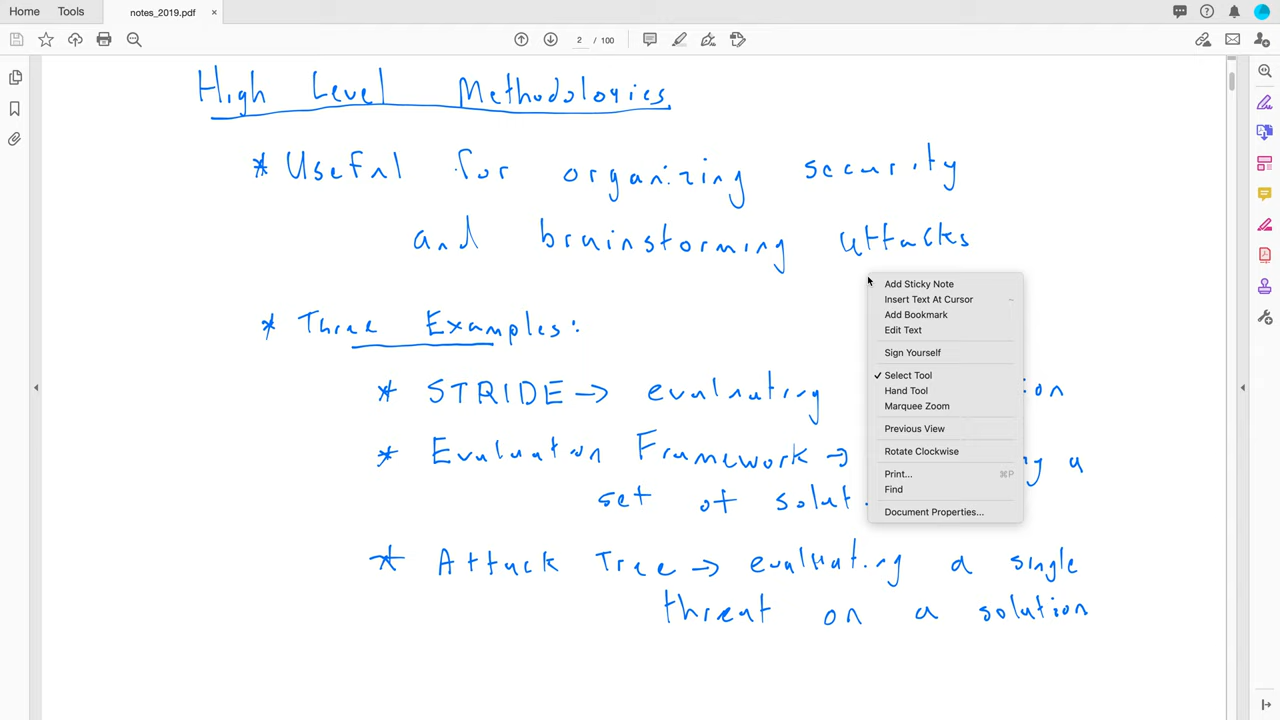 Home Tools notes_2019.pdf ×
2 / 100
High Level Methodologies
* Useful for organizing security
and brainstorming attacks
* Three Examples:
* STRIDE → evaluating
on
* Evaluation Framework →
g a
set of solut
* Attack Tree → evaluating a single
threat on a solution
Add Sticky Note
Insert Text At Cursor
Add Bookmark
Edit Text
Sign Yourself
✓ Select Tool
Hand Tool
Marquee Zoom
Previous View
Rotate Clockwise
Print... ⌘P
Find
Document Properties...